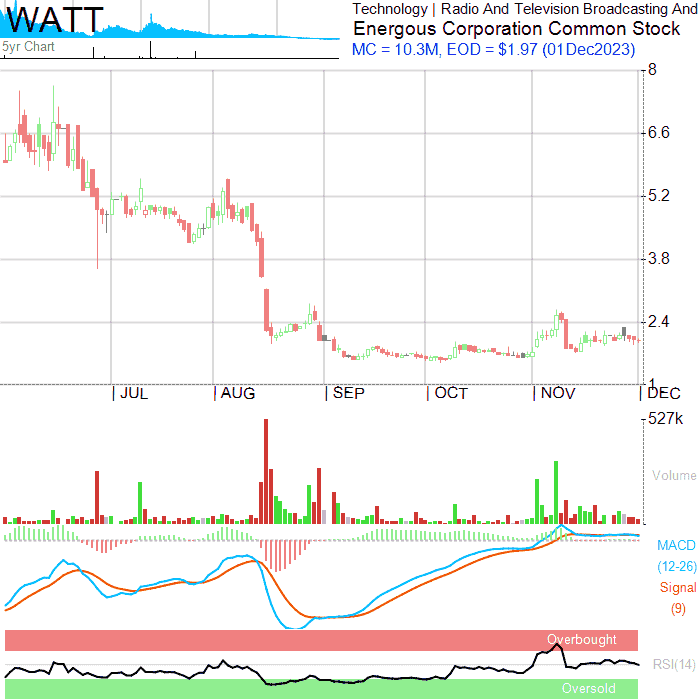 WATT
5yr Chart
Technology | Radio And Television Broadcasting And
Energous Corporation Common Stock
MC = 10.3M, EOD = $1.97 (01Dec2023)
8
6.6
5.2
3.8
2.4
1
JUL
AUG
SEP
OCT
NOV
DEC
527k
Volume
MACD
(12-26)
Signal
(9)
Overbought
RSI(14)
Oversold